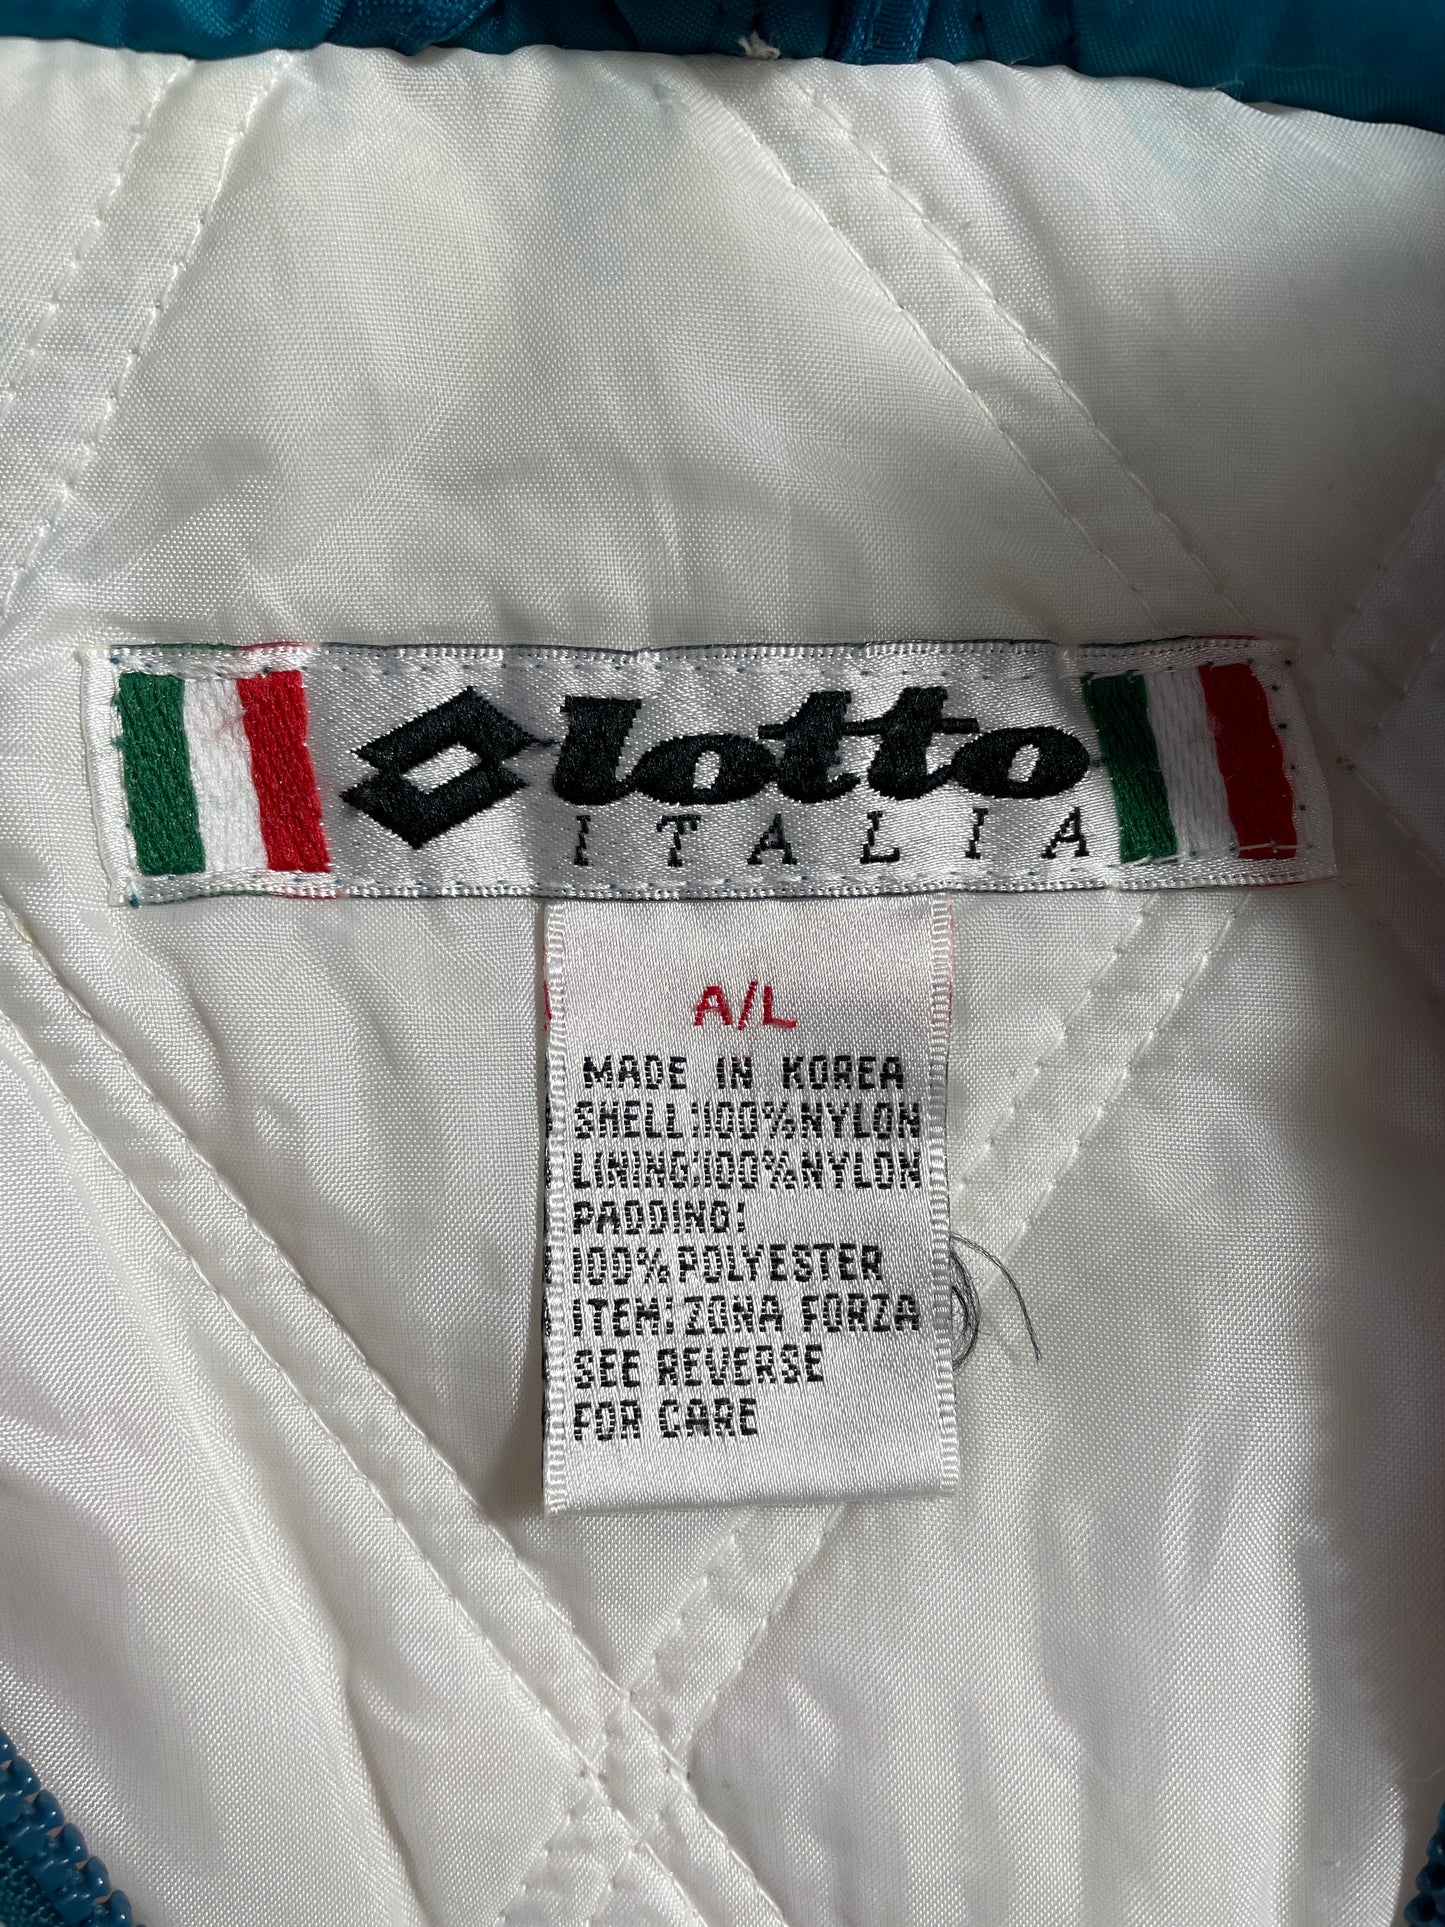 lotto
ITALIA
A/L
MADE IN KOREA
SHELL:100%NYLON
LINING:100%NYLON
PADDING:
100%POLYESTER
ITEM:ZONA FORZA
SEE REVERSE
FOR CARE